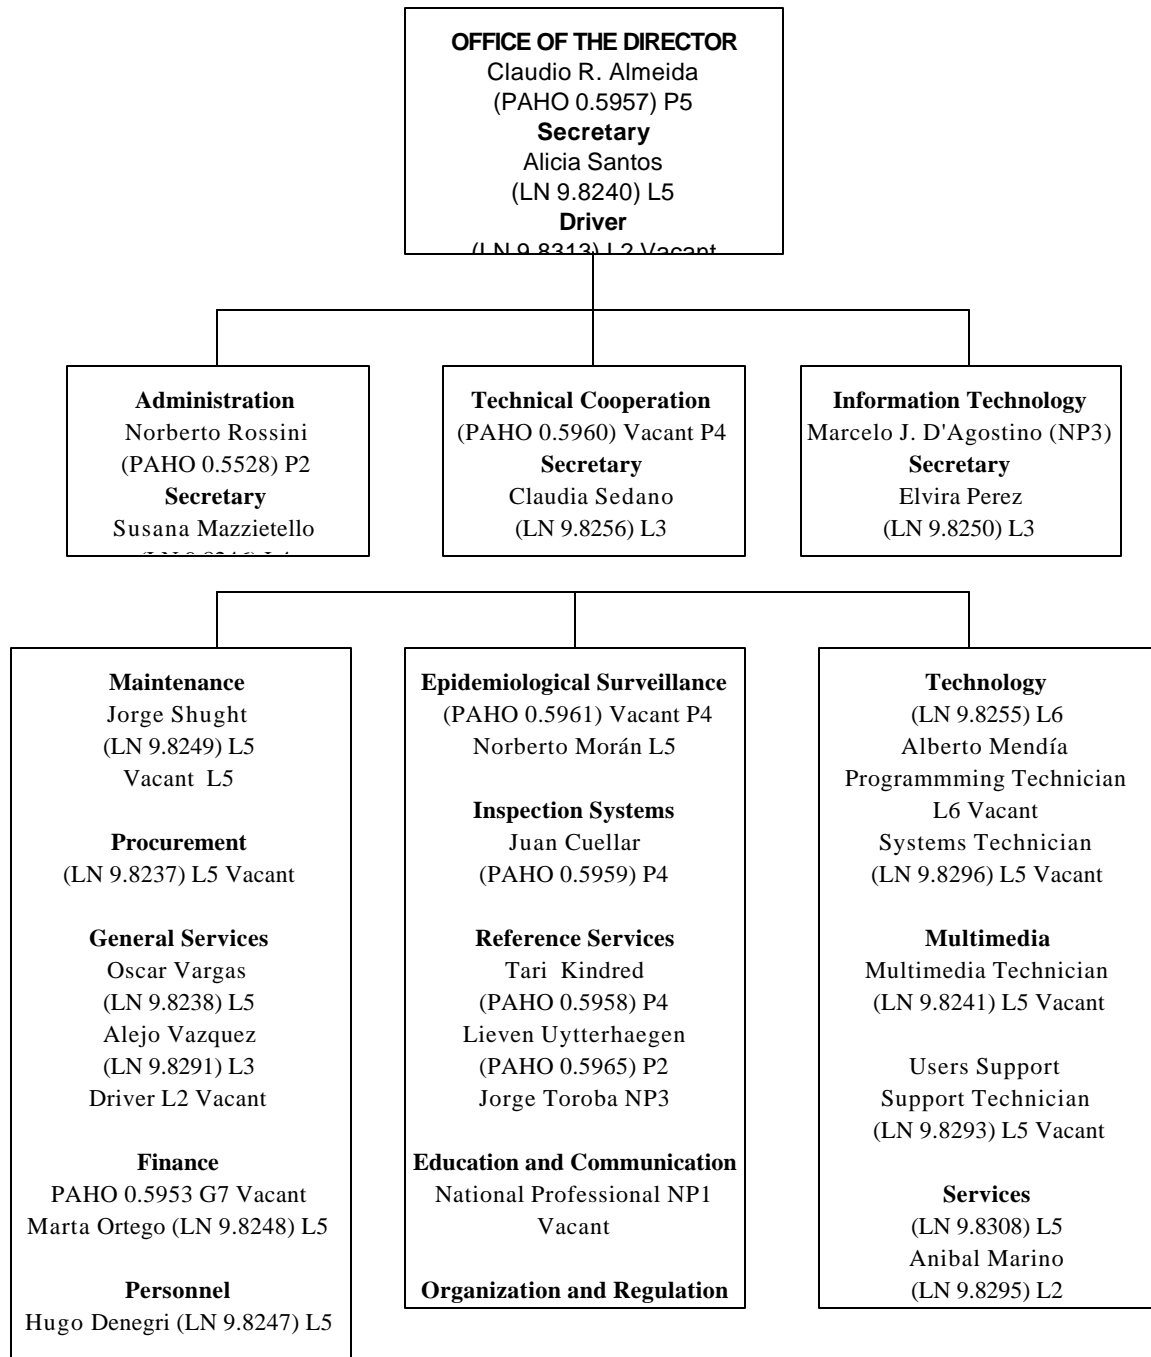 OFFICE OF THE DIRECTOR
Claudio R. Almeida
(PAHO 0.5957) P5
Secretary
Alicia Santos
(LN 9.8240) L5
Driver
(LN 9.8313) L2 Vacant
Administration
Norberto Rossini
(PAHO 0.5528) P2
Secretary
Susana Mazzietello
Technical Cooperation
(PAHO 0.5960) Vacant P4
Secretary
Claudia Sedano
(LN 9.8256) L3
Information Technology
Marcelo J. D'Agostino (NP3)
Secretary
Elvira Perez
(LN 9.8250) L3
Maintenance
Jorge Shught
(LN 9.8249) L5
Vacant L5
Procurement
(LN 9.8237) L5 Vacant
General Services
Oscar Vargas
(LN 9.8238) L5
Alejo Vazquez
(LN 9.8291) L3
Driver L2 Vacant
Finance
PAHO 0.5953 G7 Vacant
Marta Ortego (LN 9.8248) L5
Personnel
Hugo Denegri (LN 9.8247) L5
Epidemiological Surveillance
(PAHO 0.5961) Vacant P4
Norberto Morán L5
Inspection Systems
Juan Cuellar
(PAHO 0.5959) P4
Reference Services
Tari Kindred
(PAHO 0.5958) P4
Lieven Uytterhaegen
(PAHO 0.5965) P2
Jorge Toroba NP3
Education and Communication
National Professional NP1
Vacant
Organization and Regulation
Technology
(LN 9.8255) L6
Alberto Mendía
Programmming Technician
L6 Vacant
Systems Technician
(LN 9.8296) L5 Vacant
Multimedia
Multimedia Technician
(LN 9.8241) L5 Vacant
Users Support
Support Technician
(LN 9.8293) L5 Vacant
Services
(LN 9.8308) L5
Anibal Marino
(LN 9.8295) L2